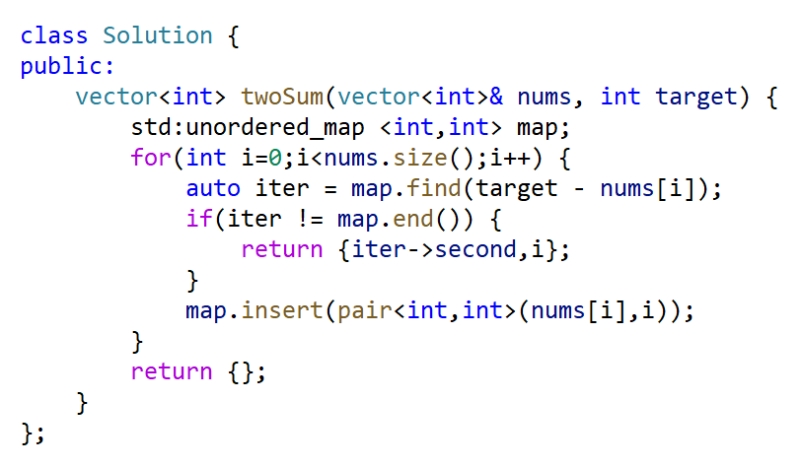 class Solution {
public:
    vector<int> twoSum(vector<int>& nums, int target) {
        std:unordered_map <int,int> map;
        for(int i=0;i<nums.size();i++) {
            auto iter = map.find(target - nums[i]);
            if(iter != map.end()) {
                return {iter->second,i};
            }
            map.insert(pair<int,int>(nums[i],i));
        }
        return {};
    }
};